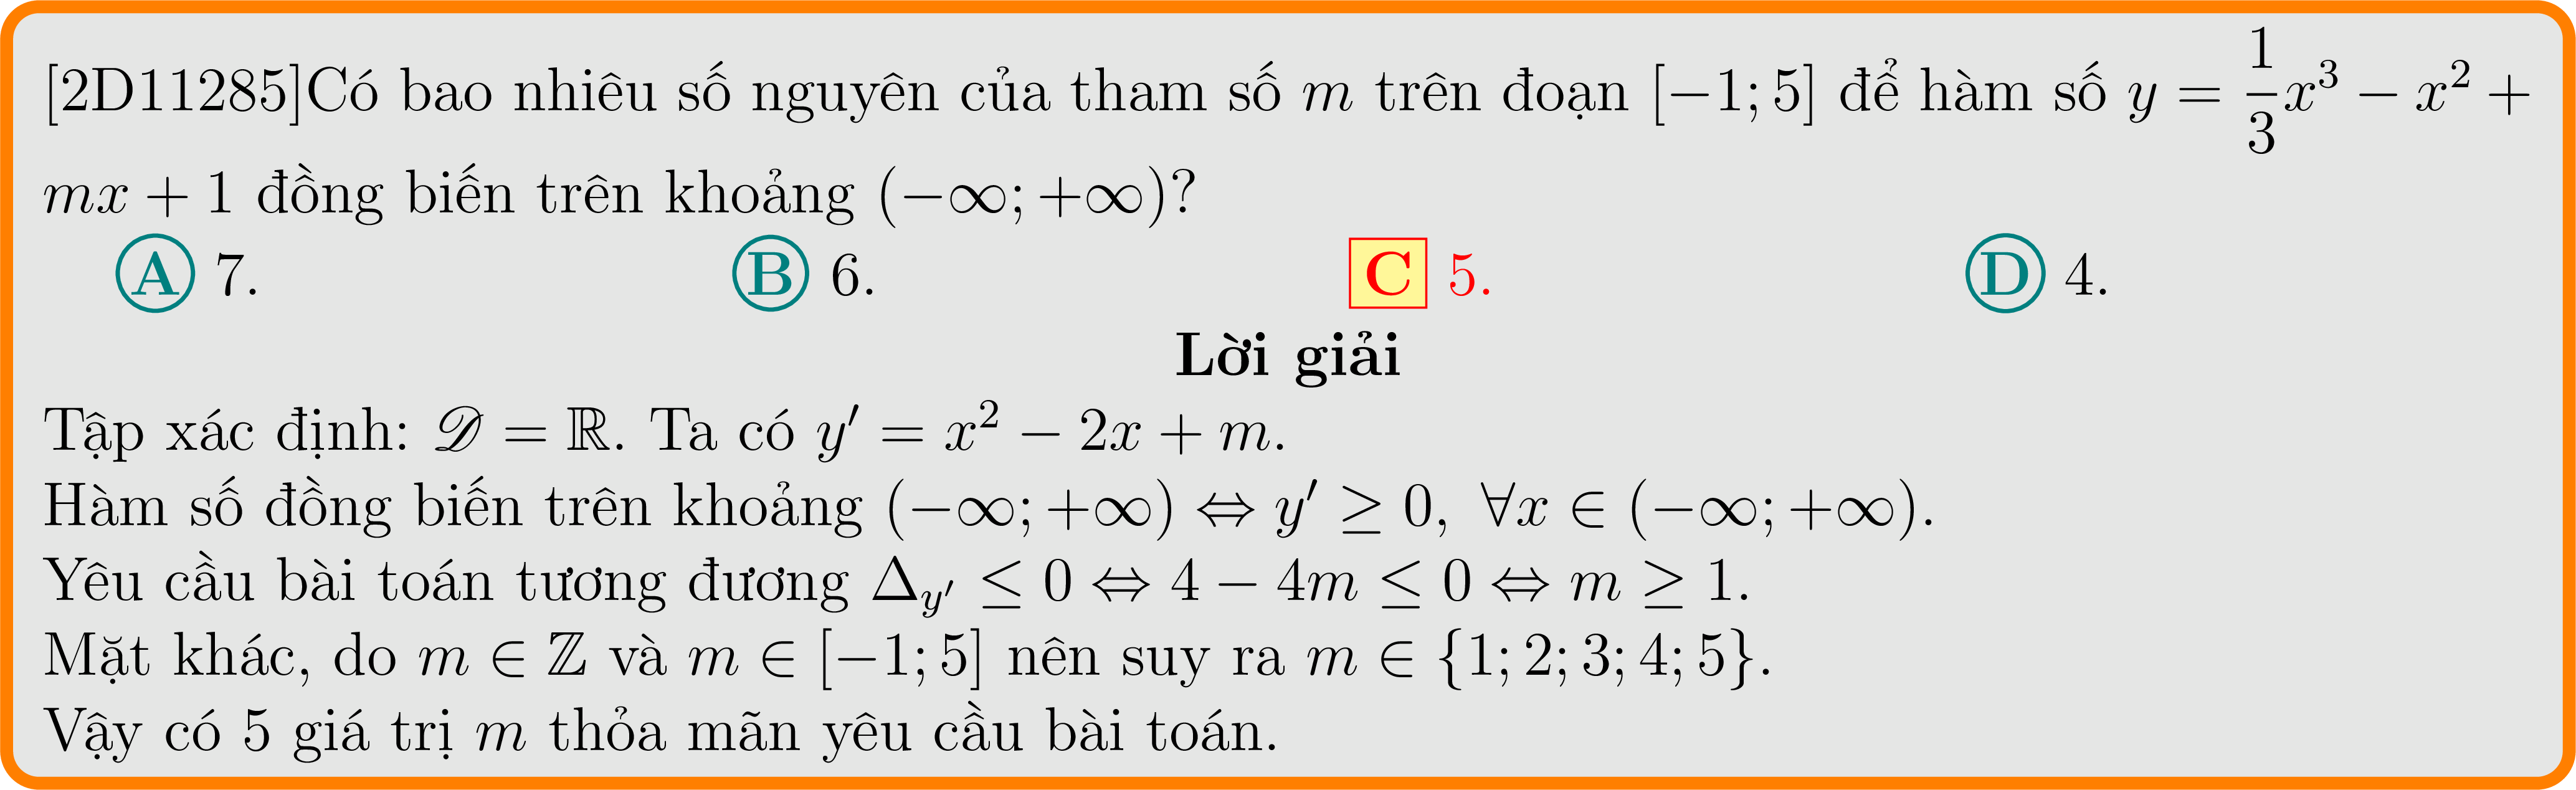 [2D11285]Có bao nhiêu số nguyên của tham số $m$ trên đoạn $[-1;5]$ để hàm số $y = \dfrac{1}{3}x^3 - x^2 +$
$mx + 1$ đồng biến trên khoảng $(-\infty;+\infty)$?
A 7. B 6. C 5. D 4.
Lời giải
Tập xác định: $\mathscr{D} = \mathbb{R}$. Ta có $y' = x^2 - 2x + m$.
Hàm số đồng biến trên khoảng $(-\infty;+\infty) \Leftrightarrow y' \geq 0, \ \forall x \in (-\infty;+\infty)$.
Yêu cầu bài toán tương đương $\Delta_{y'} \leq 0 \Leftrightarrow 4 - 4m \leq 0 \Leftrightarrow m \geq 1$.
Mặt khác, do $m \in \mathbb{Z}$ và $m \in [-1;5]$ nên suy ra $m \in \{1;2;3;4;5\}$.
Vậy có 5 giá trị $m$ thỏa mãn yêu cầu bài toán.